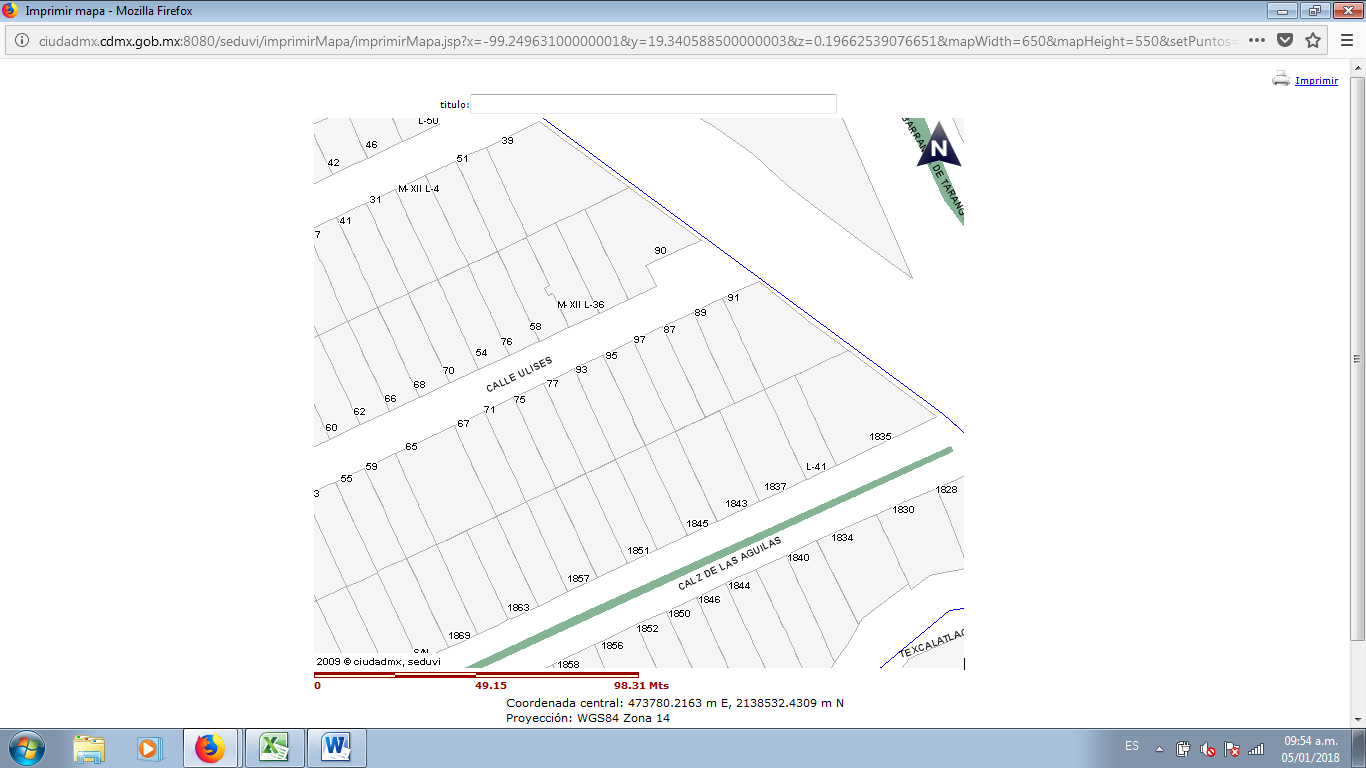 Imprimir mapa - Mozilla Firefox
ciudadmx.cdmx.gob.mx:8080/seduvi/imprimirMapa/imprimirMapa.jsp?x=-99.24963100000001&y=19.340588500000003&z=0.19662539076651&mapWidth=650&mapHeight=550&setPuntos=
Imprimir
titulo:
L-50
46
42
39
51
M- XII L-4
31
41
7
90
M- XII L-36
58
76
54
70
68
66
62
60
CALLE ULISES
91
89
87
97
95
93
77
75
71
67
65
59
55
3
DE TARANG
1835
L-41
1837
1843
1845
1851
1857
1863
1869
S/N
CALZ DE LAS AGUILAS
1828
1830
1834
1840
1844
1846
1850
1852
1856
1858
TEXCALATLAC
N
2009 © ciudadmx, seduvi
0 49.15 98.31 Mts
Coordenada central: 473780.2163 m E, 2138532.4309 m N
Proyección: WGS84 Zona 14
ES
09:54 a.m.
05/01/2018